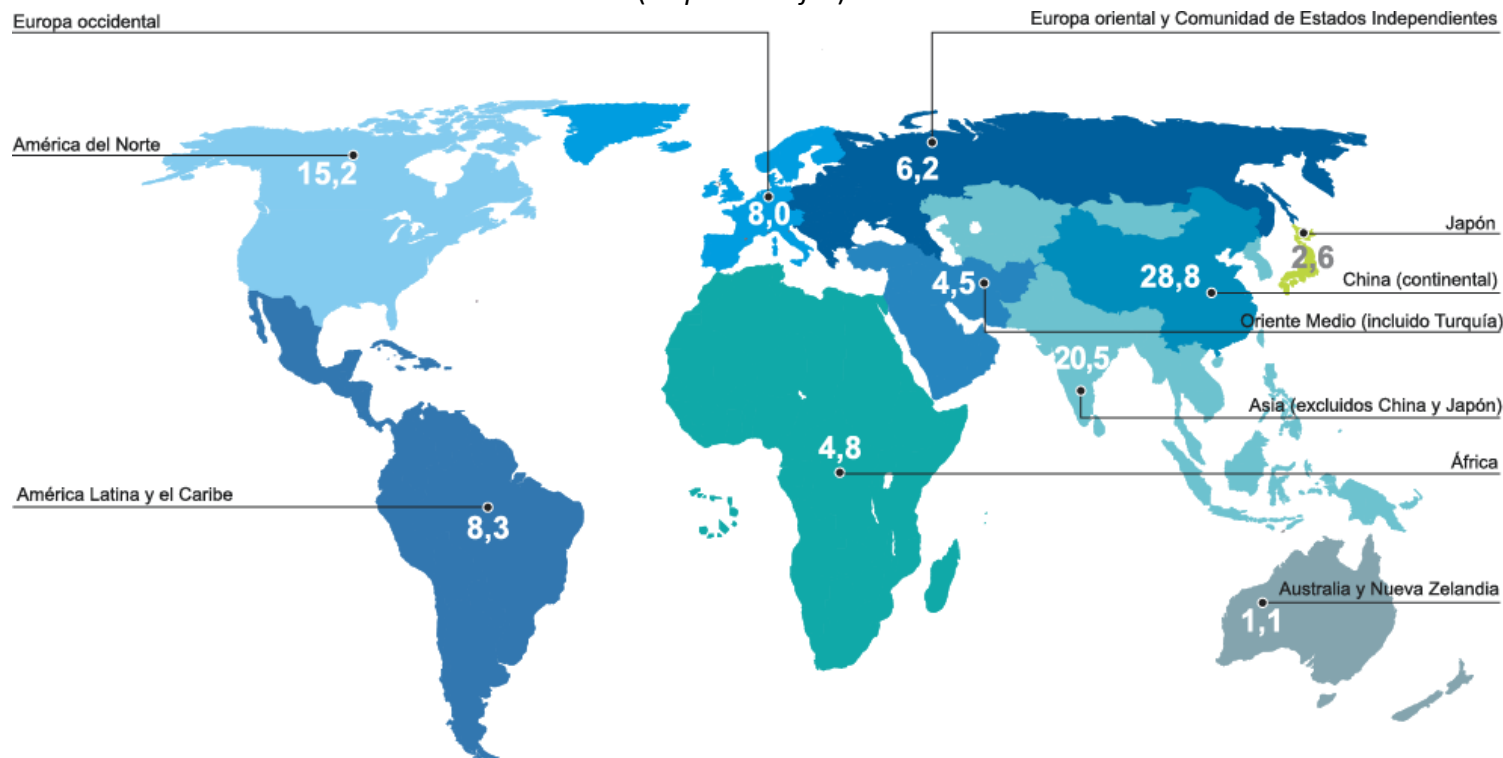 Europa occidental
Europa oriental y Comunidad de Estados Independientes
América del Norte
15,2
6,2
8,0
Japón
2,6
4,5
28,8
China (continental)
Oriente Medio (incluido Turquía)
20,5
Asia (excluidos China y Japón)
4,8
África
América Latina y el Caribe
8,3
Australia y Nueva Zelandia
1,1